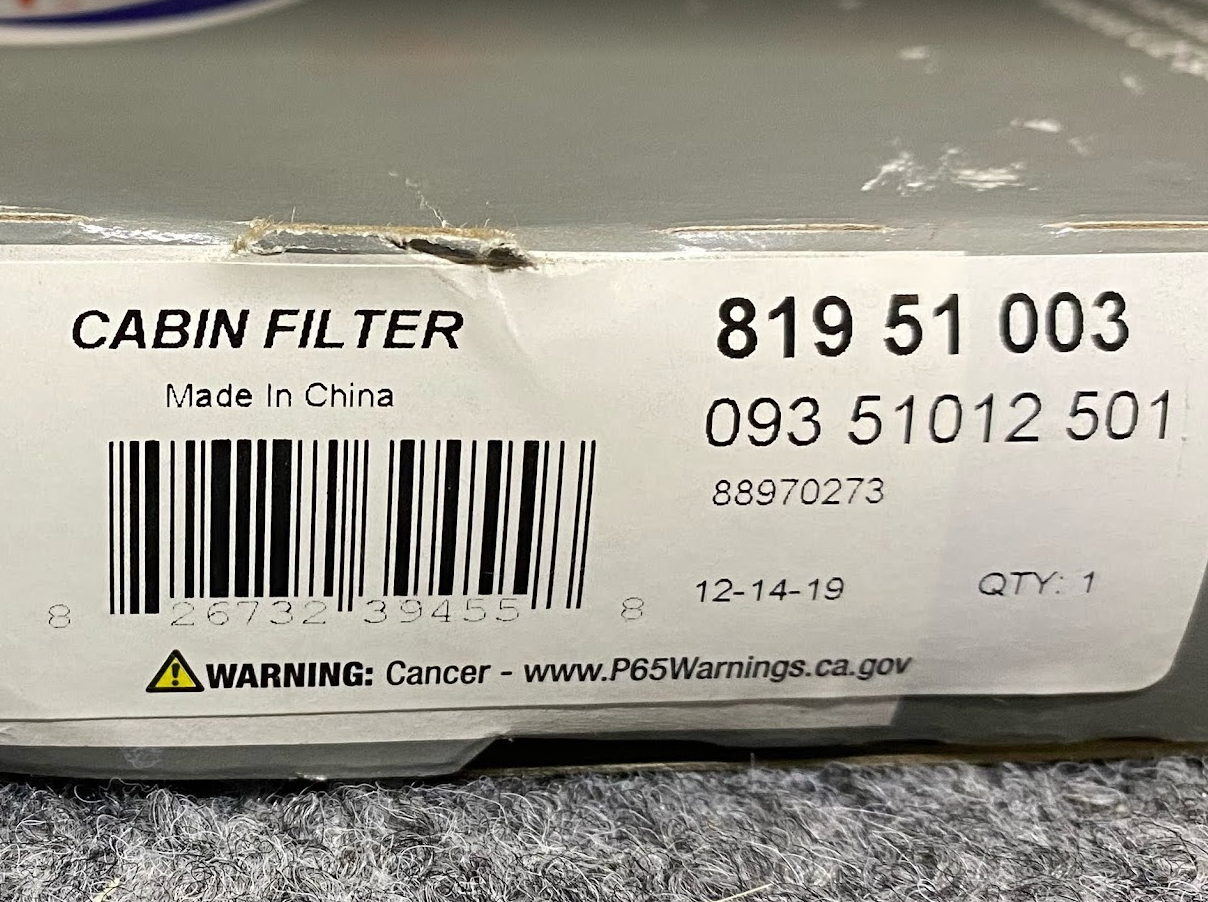 CABIN FILTER
Made In China
8 26732 39455 8
819 51 003
093 51012 501
88970273
12-14-19 QTY: 1
WARNING: Cancer - www.P65Warnings.ca.gov